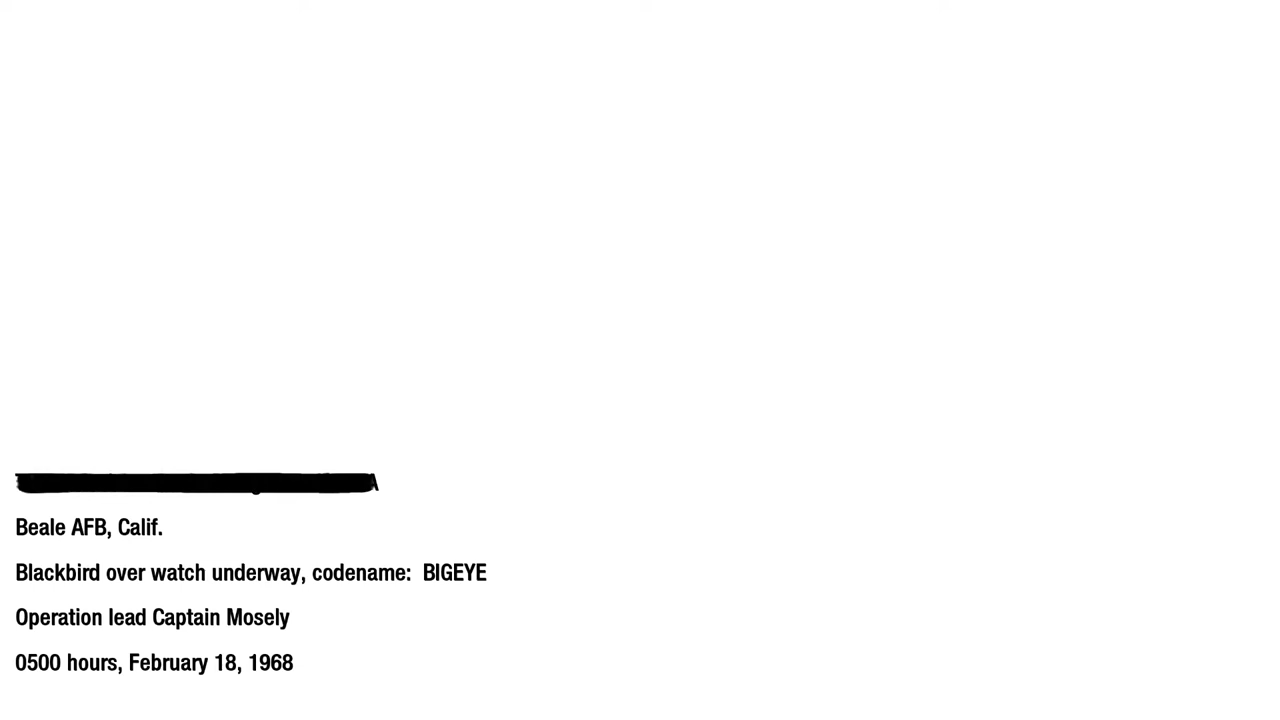 Beale AFB, Calif.
Blackbird over watch underway, codename: BIGEYE
Operation lead Captain Mosely
0500 hours, February 18, 1968